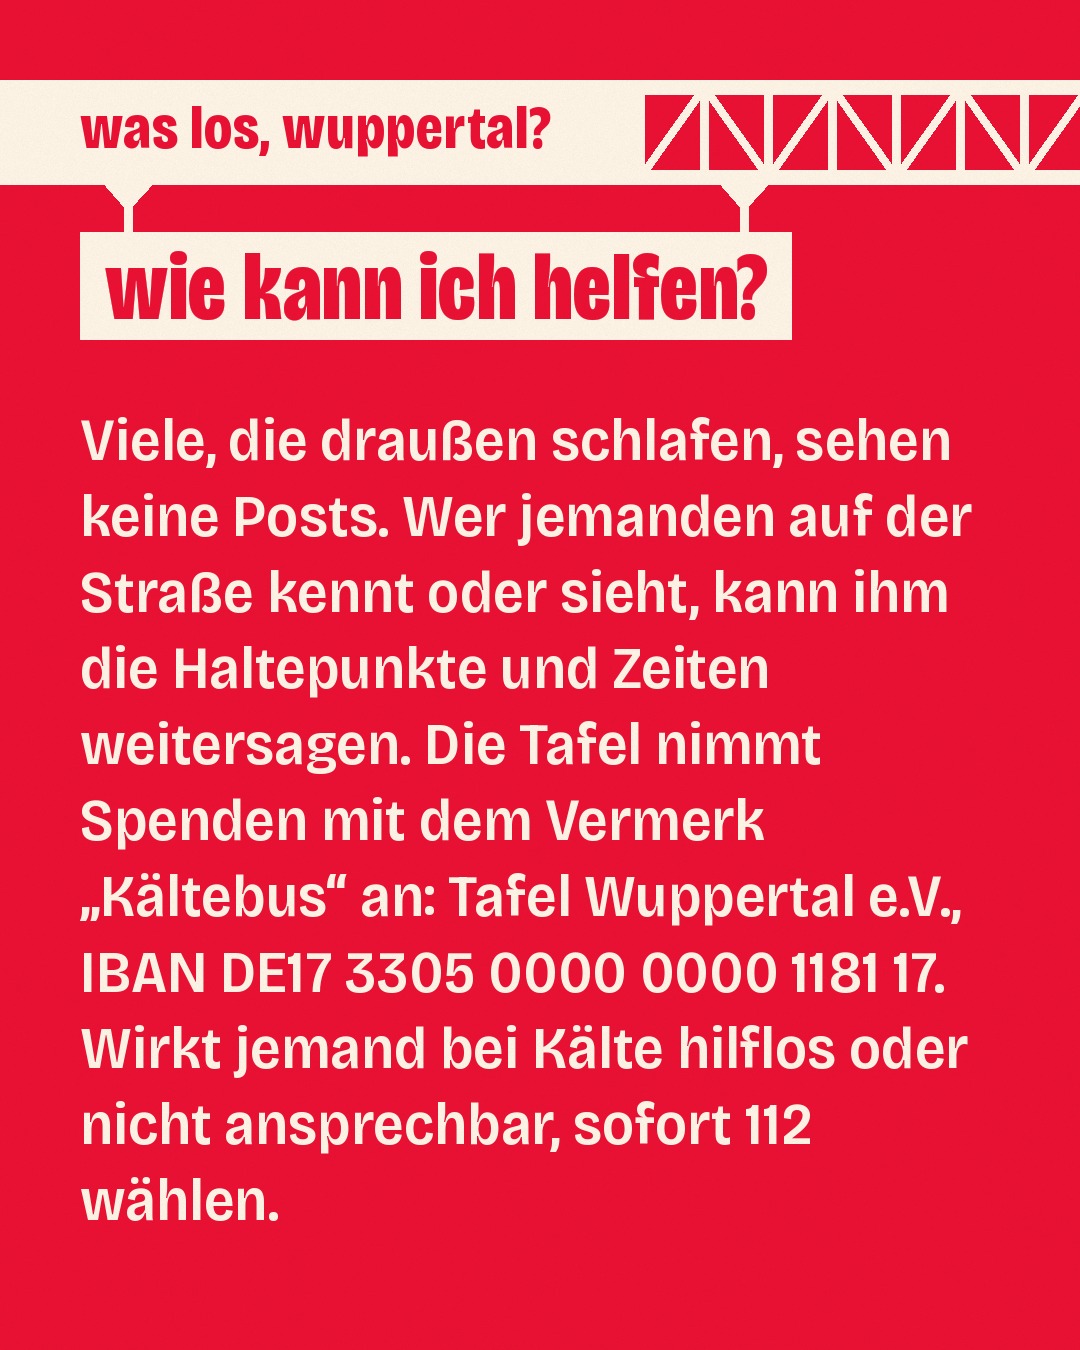 was los, wuppertal?
wie kann ich helfen?
Viele, die draußen schlafen, sehen
keine Posts. Wer jemanden auf der
Straße kennt oder sieht, kann ihm
die Haltepunkte und Zeiten
weitersagen. Die Tafel nimmt
Spenden mit dem Vermerk
„Kältebus“ an: Tafel Wuppertal e.V.,
IBAN DE17 3305 0000 0000 1181 17.
Wirkt jemand bei Kälte hilflos oder
nicht ansprechbar, sofort 112
wählen.